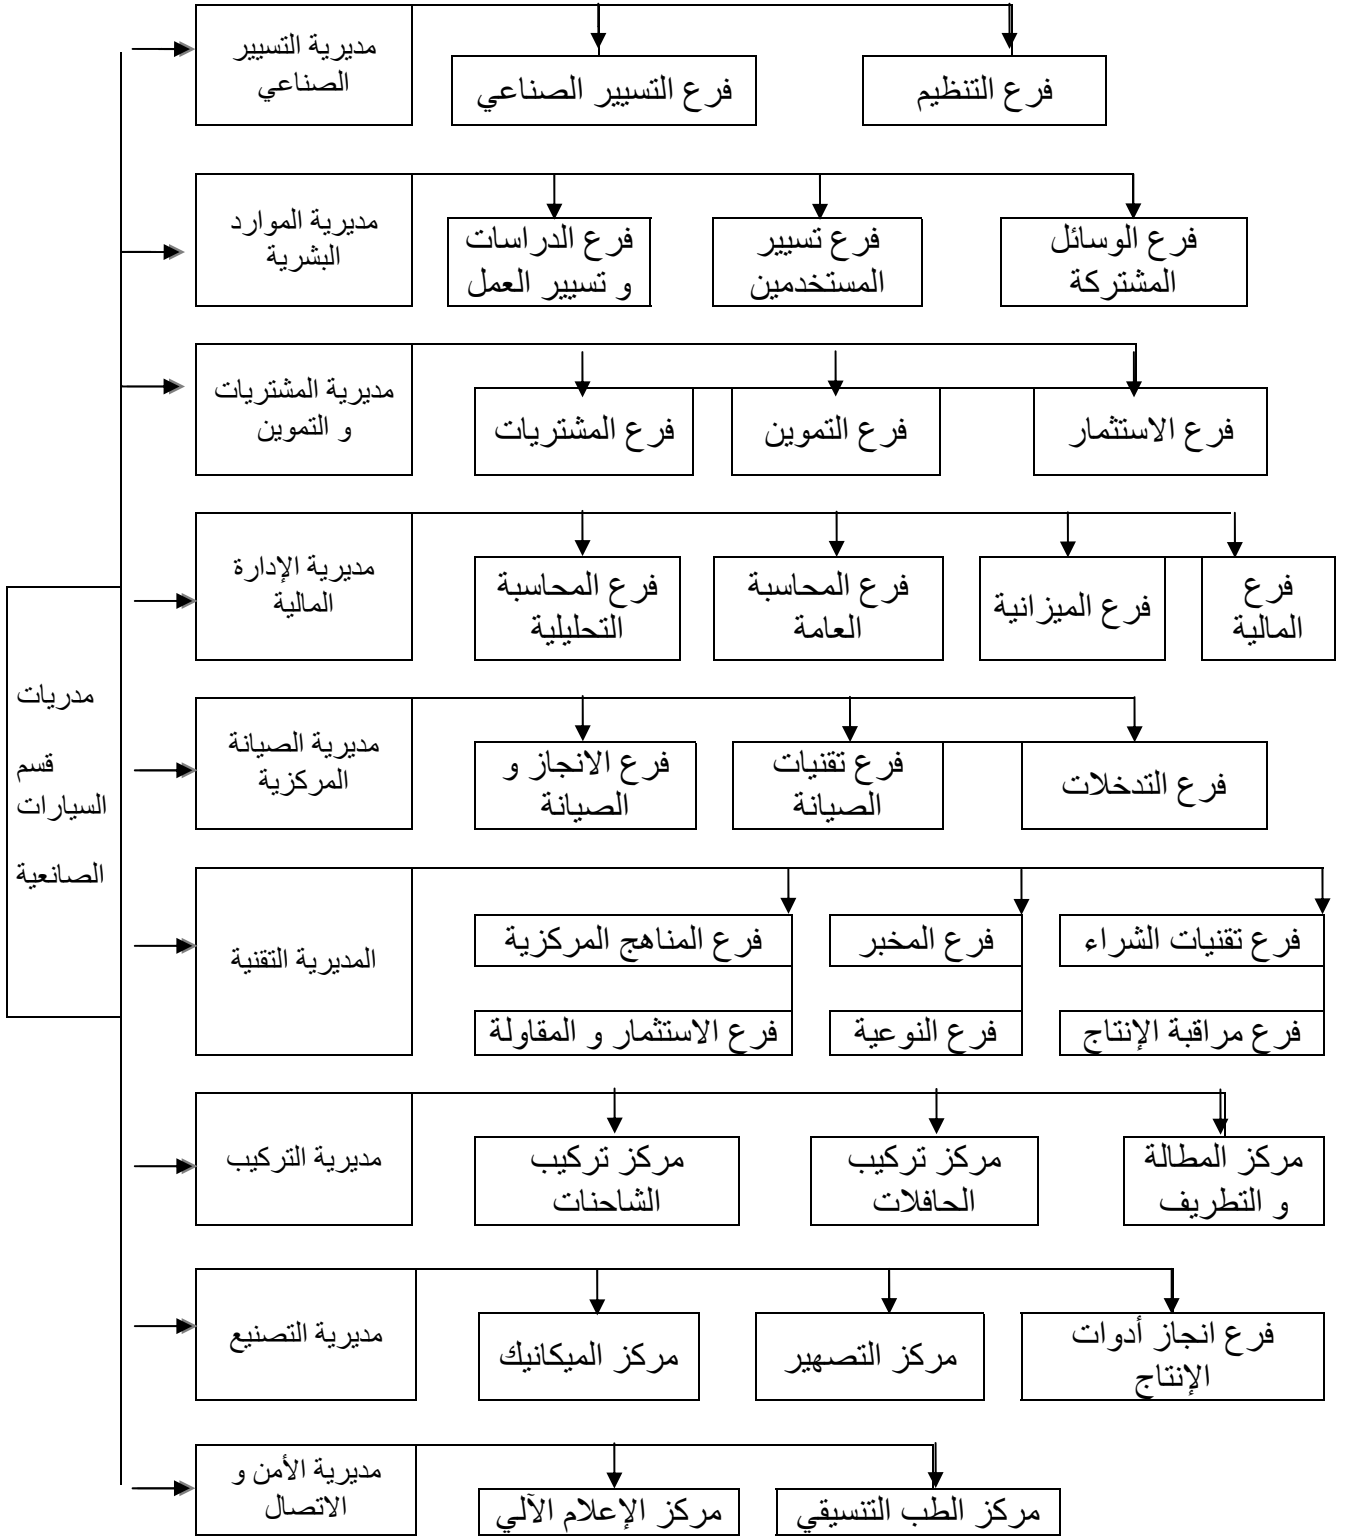 مديرية التسيير
الصناعي
فرع التسيير الصناعي
فرع التنظيم
مديرية الموارد
البشرية
فرع الدراسات
و تسيير العمل
فرع تسيير
المستخدمين
فرع الوسائل
المشتركة
مديرية المشتريات
و التموين
فرع المشتريات
فرع التموين
فرع الاستثمار
مديرية الإدارة
المالية
فرع المحاسبة
التحليلية
فرع المحاسبة
العامة
فرع الميزانية
فرع
المالية
مدريات
قسم
السيارات
الصانعية
مديرية الصيانة
المركزية
فرع الانجاز و
الصيانة
فرع تقنيات
الصيانة
فرع التدخلات
المديرية التقنية
فرع المناهج المركزية
فرع المخبر
فرع تقنيات الشراء
فرع الاستثمار و المقاولة
فرع النوعية
فرع مراقبة الإنتاج
مديرية التركيب
مركز تركيب
الشاحنات
مركز تركيب
الحافلات
مركز المطالة
و التطريف
مديرية التصنيع
مركز الميكانيك
مركز التصهير
فرع انجاز أدوات
الإنتاج
مديرية الأمن و
الاتصال
مركز الإعلام الآلي
مركز الطب التنسيقي